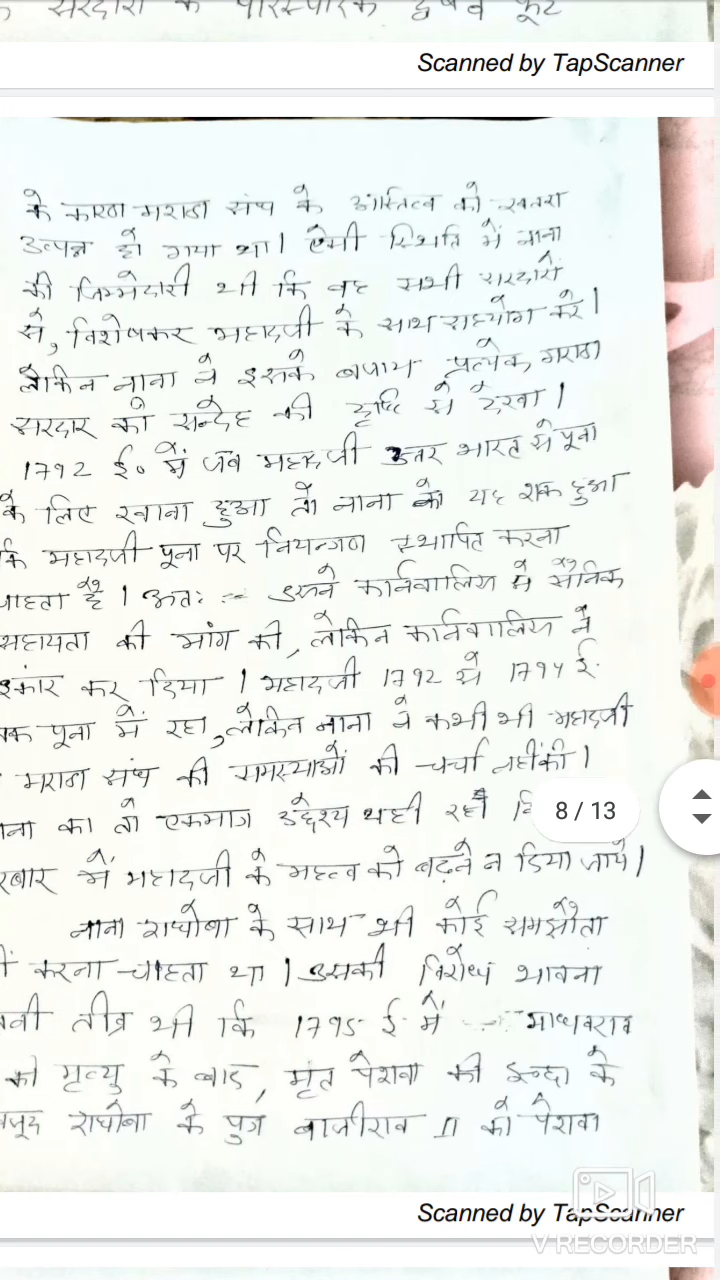 सरदारों के पारस्पारिक द्वेष व फूट
Scanned by TapScanner
के कारण मराठा संघ के अस्तित्व को खतरा
उत्पन्न हो गया था। ऐसी स्थिति में नाना
की जिम्मेदारी थी कि वह सभी सरदारों
से, विशेषकर महादजी के साथ सहयोग करे।
लेकिन नाना ने इसके बजाय प्रत्येक मराठा
सरदार को सन्देह की दृष्टि से देखा।
1792 ई० में जब महादजी उत्तर भारत से पूना
के लिए रवाना हुआ तो नाना को यह शक हुआ
कि महादजी पूना पर नियन्त्रण स्थापित करना
चाहता है। अतः उसने कार्नवालिस से सैनिक
सहायता की मांग की, लेकिन कार्नवालिस ने
इंकार कर दिया। महादजी 1792 से 1794 ई.
तक पूना में रहा, लेकिन नाना ने कभी भी महादजी
मराठा संघ की समस्याओं की चर्चा नहीं की।
नाना का तो एकमात्र उद्देश्य यही रहा
8 / 13
दरबार में महादजी के महत्व को बढ़ने न दिया जाये।
नाना राघोबा के साथ भी कोई समझौता
करना चाहता था। उसकी विरोधी भावना
तीव्र थी कि 1795 ई में माधवराव
की मृत्यु के बाद, मृत पेशवा की इच्छा के
राघोबा के पुत्र बाजीराव II को पेशवा
Scanned by TapScanner
V RECORDER